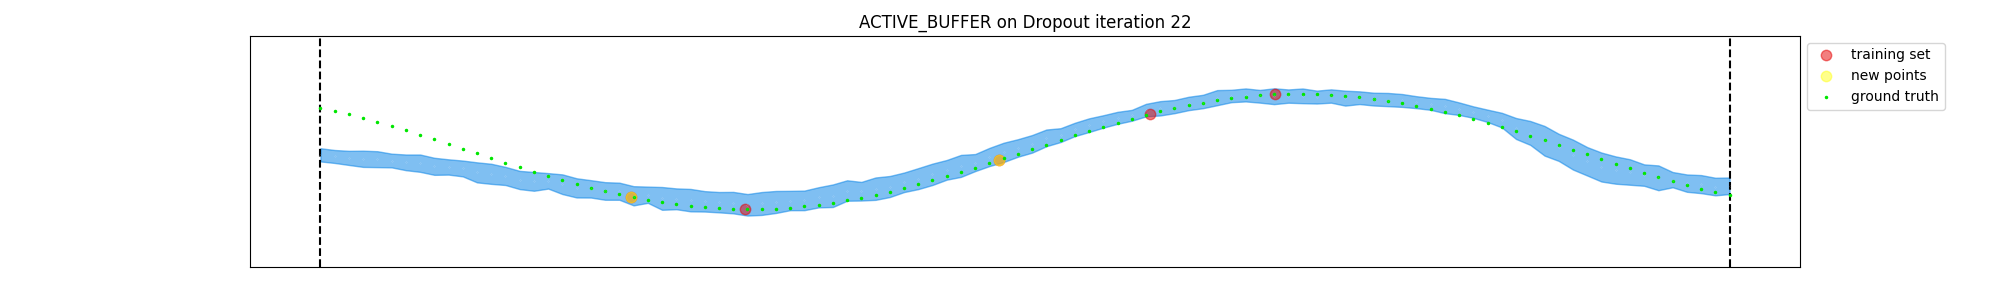 ACTIVE_BUFFER on Dropout iteration 22
training set
new points
ground truth